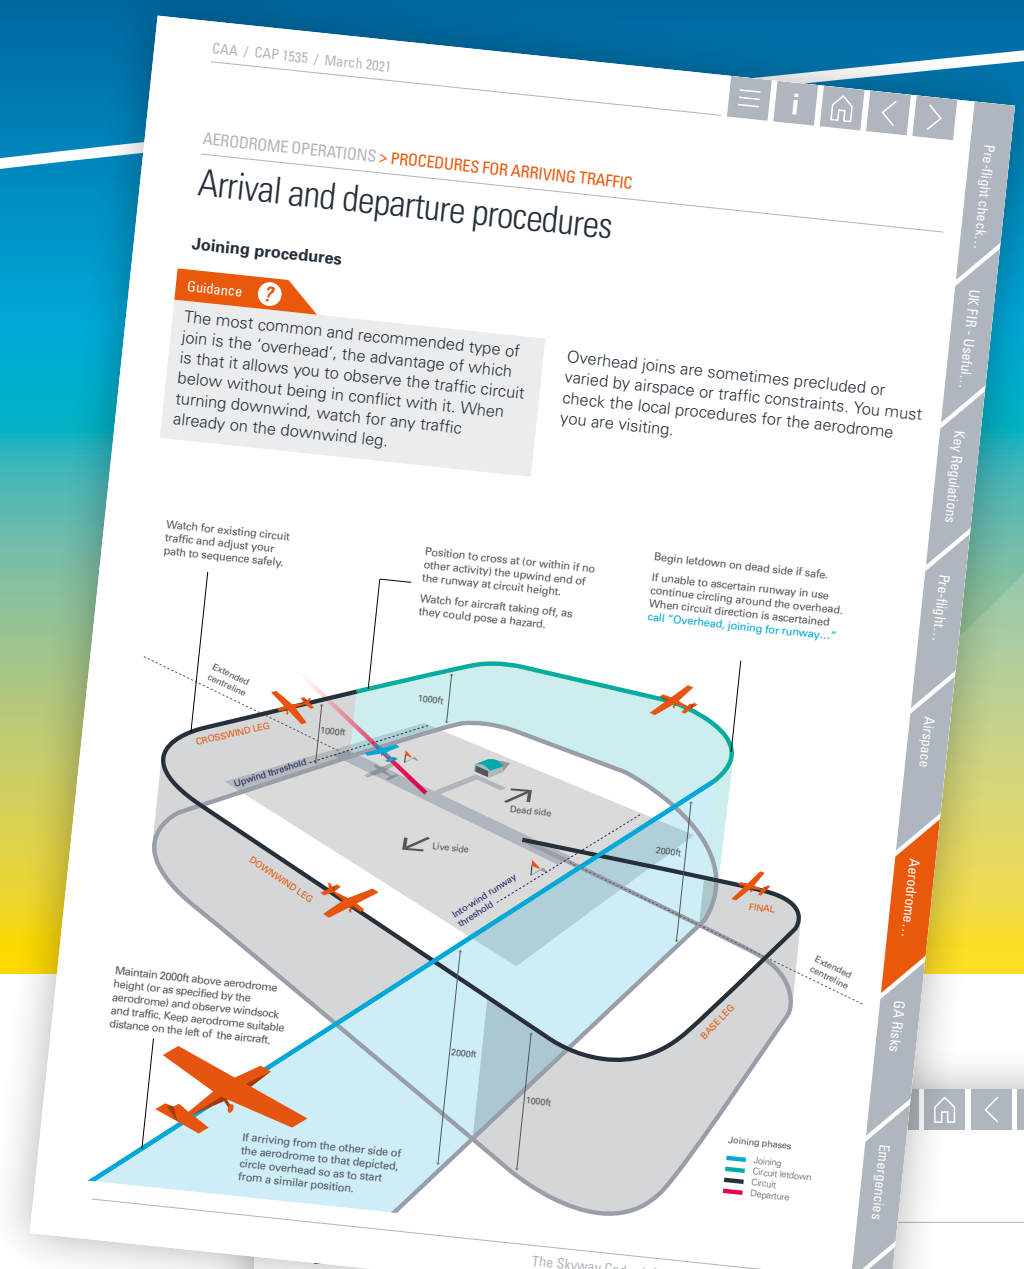 CAA / CAP 1535 / March 2021
AERODROME OPERATIONS > PROCEDURES FOR ARRIVING TRAFFIC
Arrival and departure procedures
Joining procedures
Guidance ?
The most common and recommended type of
join is the ‘overhead’, the advantage of which
is that it allows you to observe the traffic circuit
below without being in conflict with it. When
turning downwind, watch for any traffic
already on the downwind leg.
Overhead joins are sometimes precluded or
varied by airspace or traffic constraints. You must
check the local procedures for the aerodrome
you are visiting.
Watch for existing circuit
traffic and adjust your
path to sequence safely.
Position to cross at (or within if no
other activity) the upwind end of
the runway at circuit height.
Watch for aircraft taking off, as
they could pose a hazard.
Begin letdown on dead side if safe.
If unable to ascertain runway in use
continue circling around the overhead.
When circuit direction is ascertained
call “Overhead, joining for runway...”
Extended
centreline
1000ft
1000ft
CROSSWIND LEG
Upwind threshold
Dead side
Live side
2000ft
DOWNWIND LEG
Into-wind runway
threshold
FINAL
Extended
centreline
BASE LEG
Maintain 2000ft above aerodrome
height (or as specified by the
aerodrome) and observe windsock
and traffic. Keep aerodrome suitable
distance on the left of the aircraft.
2000ft
1000ft
If arriving from the other side of
the aerodrome to that depicted,
circle overhead so as to start
from a similar position.
Joining phases
Joining
Circuit letdown
Circuit
Departure
The Skyway Code
i
Pre-flight check...
UK FIR - Useful...
Key Regulations
Pre-flight...
Airspace
Aerodrome...
GA Risks
Emergencies